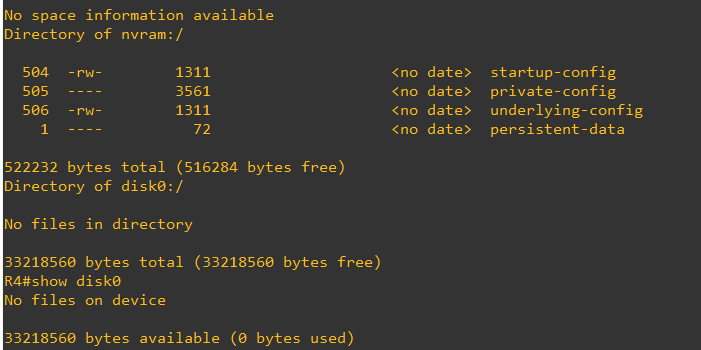 No space information available
Directory of nvram:/
504 -rw- 1311 <no date> startup-config
505 ---- 3561 <no date> private-config
506 -rw- 1311 <no date> underlying-config
1 ---- 72 <no date> persistent-data
522232 bytes total (516284 bytes free)
Directory of disk0:/
No files in directory
33218560 bytes total (33218560 bytes free)
R4#show disk0
No files on device
33218560 bytes available (0 bytes used)